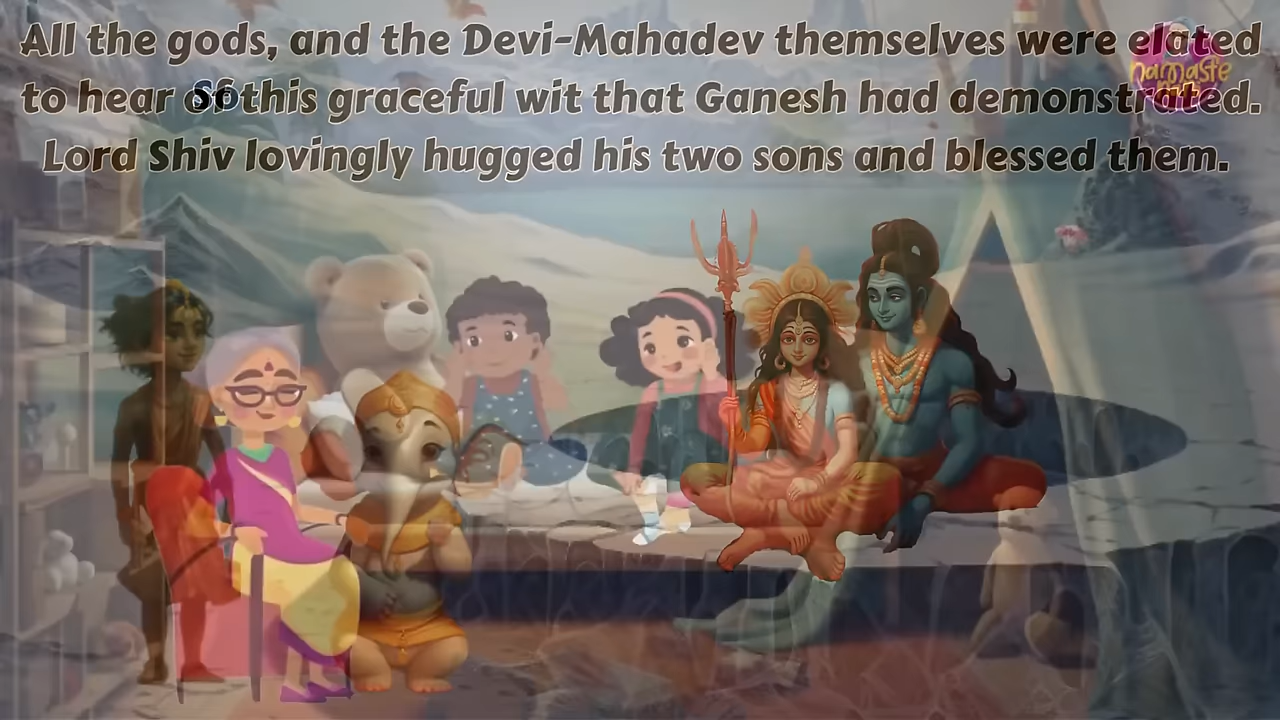 All the gods, and the Devi-Mahadev themselves were elated
to hear of this graceful wit that Ganesh had demonstrated.
Lord Shiv lovingly hugged his two sons and blessed them.
So
namaste